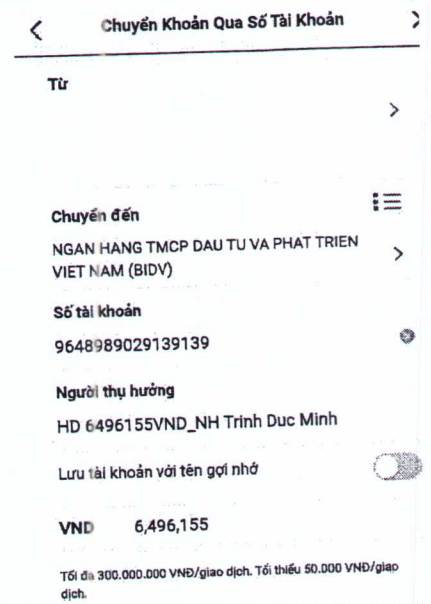 Chuyển Khoản Qua Số Tài Khoản
Từ
Chuyển đến
NGAN HANG TMCP DAU TU VA PHAT TRIEN
VIET NAM (BIDV)
Số tài khoản
9648989029139139
Người thụ hưởng
HD 6496155VND_NH Trinh Duc Minh
Lưu tài khoản với tên gợi nhớ
VND 6,496,155
Tối đa 300.000.000 VNĐ/giao dịch. Tối thiểu 50.000 VNĐ/giao
dịch.